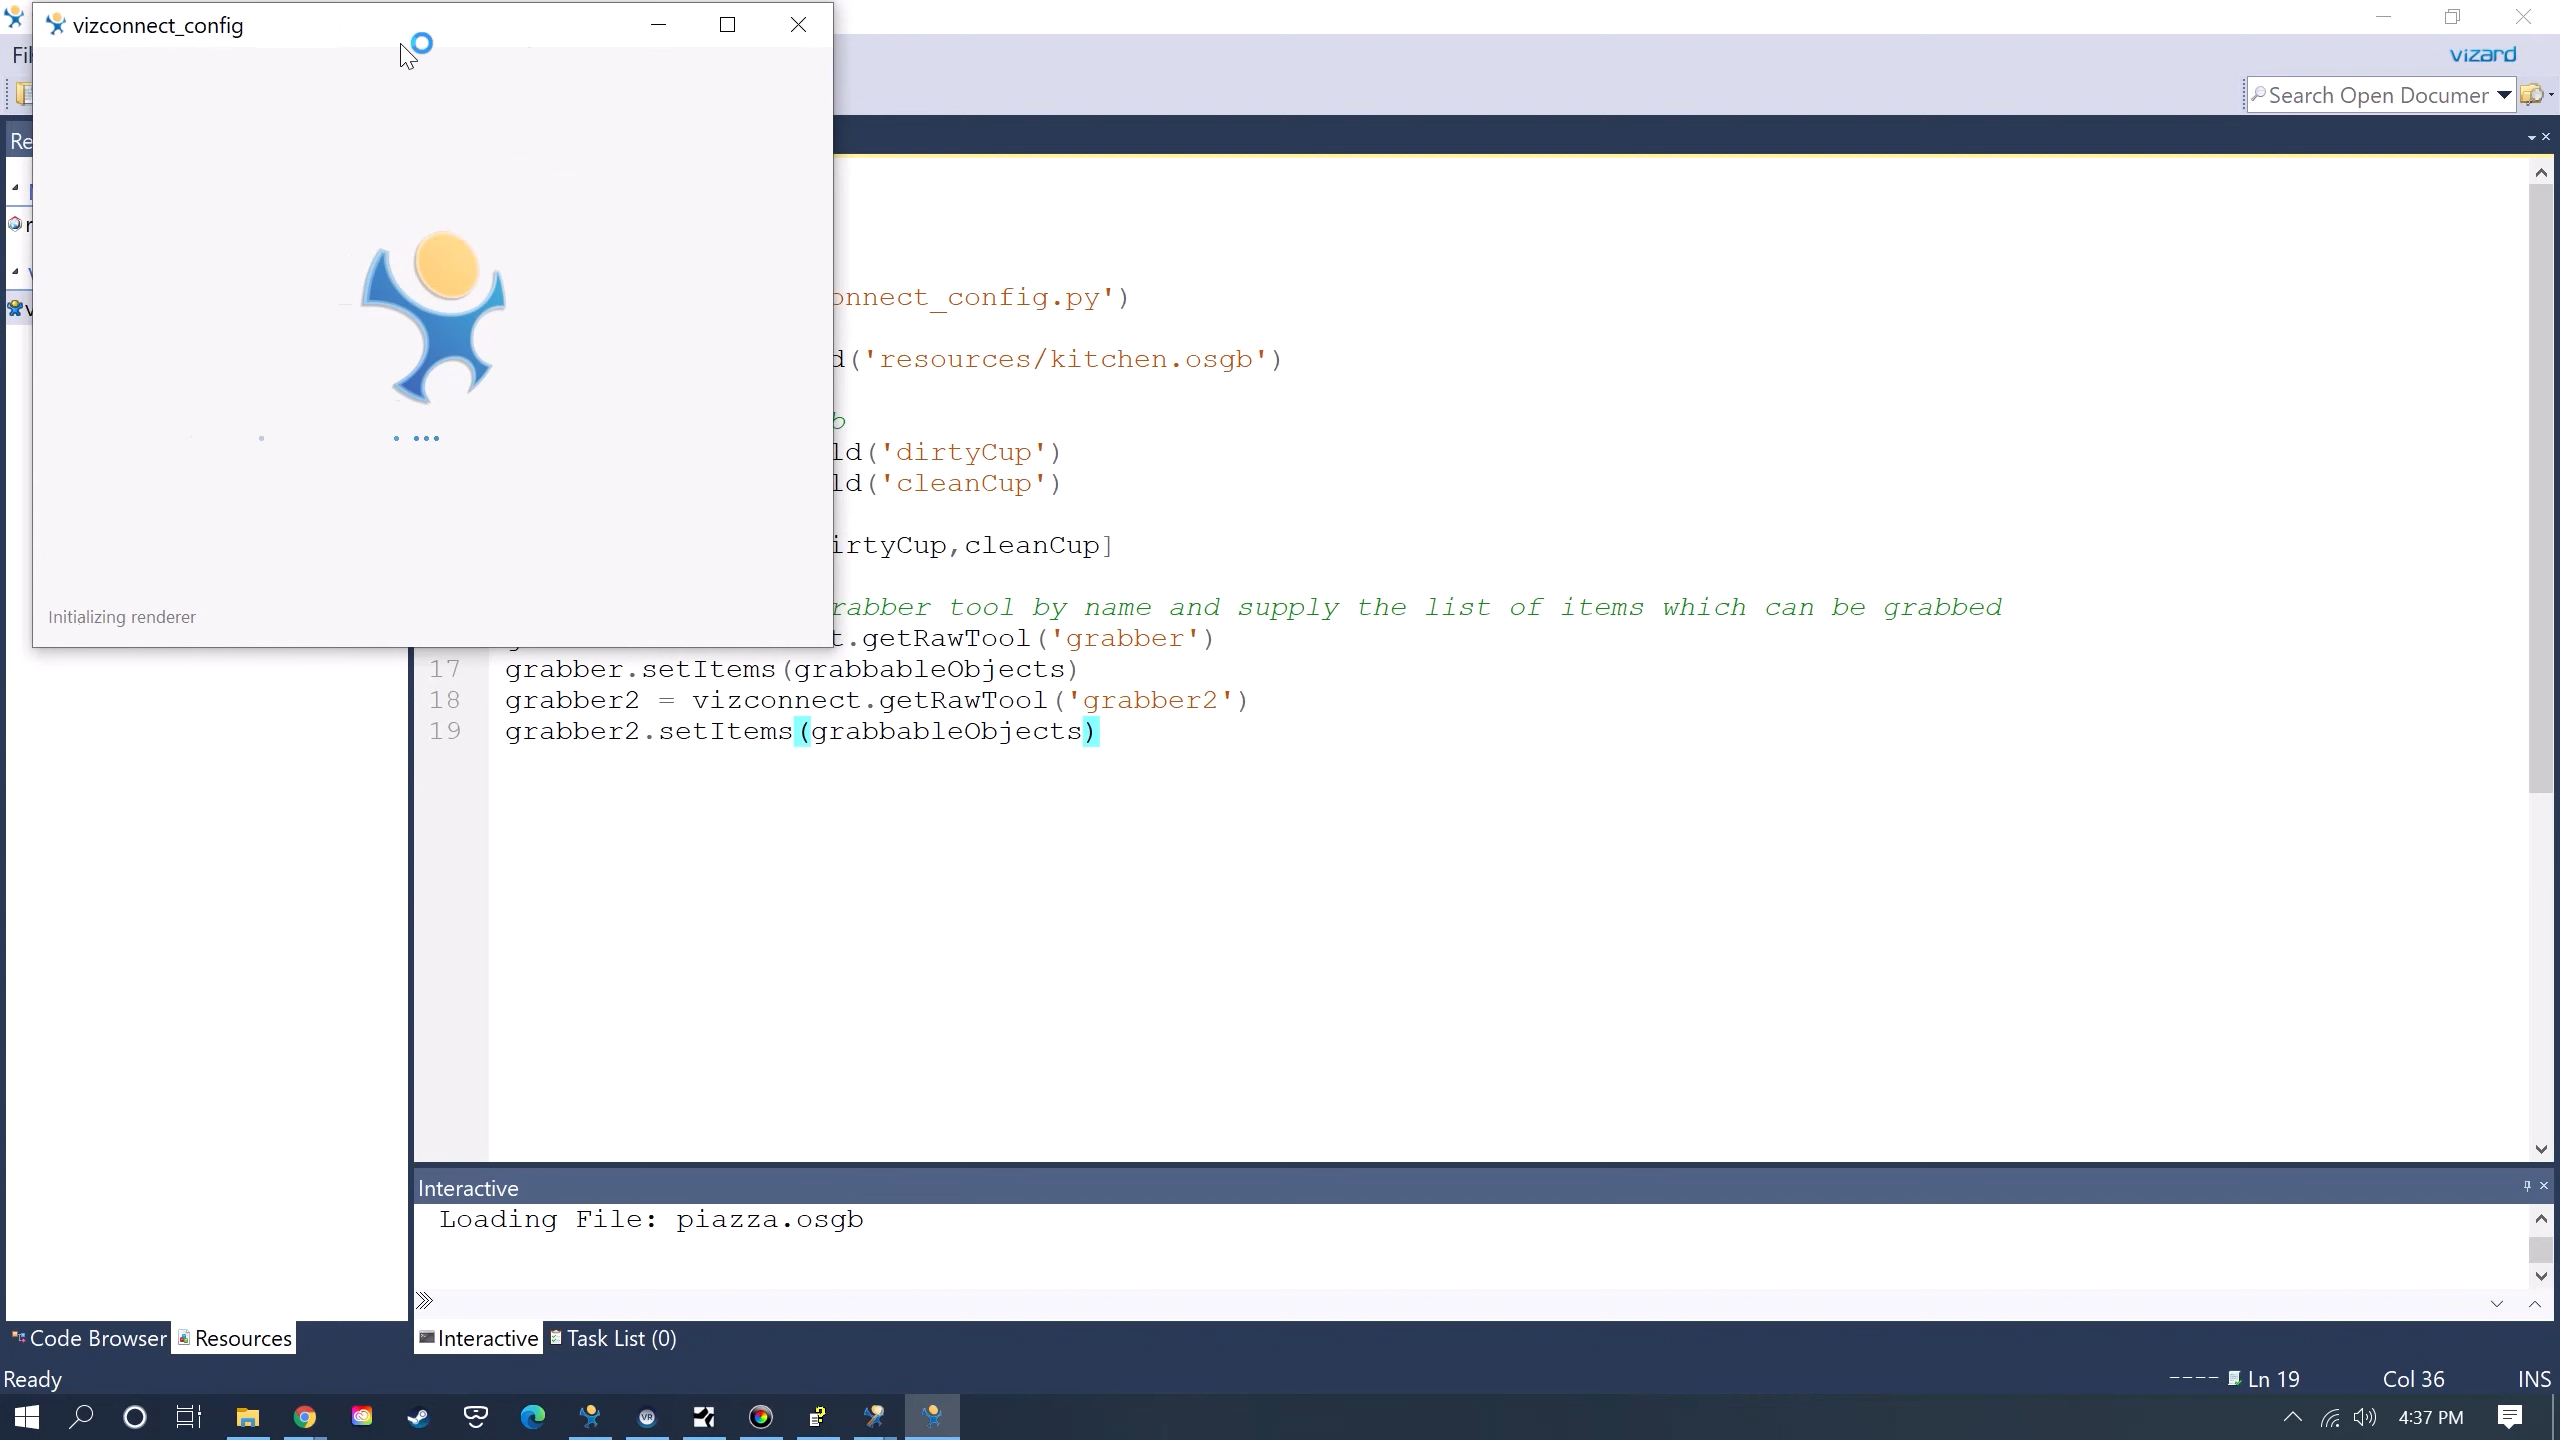 vizconnect_config
Fil
vizard
Search Open Documer
Re
onnect_config.py')
d('resources/kitchen.osgb')
b
ld('dirtyCup')
ld('cleanCup')
irtyCup,cleanCup]
rabber tool by name and supply the list of items which can be grabbed
t.getRawTool('grabber')
Initializing renderer
17 grabber.setItems(grabbableObjects)
18 grabber2 = vizconnect.getRawTool('grabber2')
19 grabber2.setItems(grabbableObjects)
Interactive
Loading File: piazza.osgb
Code Browser Resources Interactive Task List (0)
Ready ---- Ln 19 Col 36 INS
4:37 PM